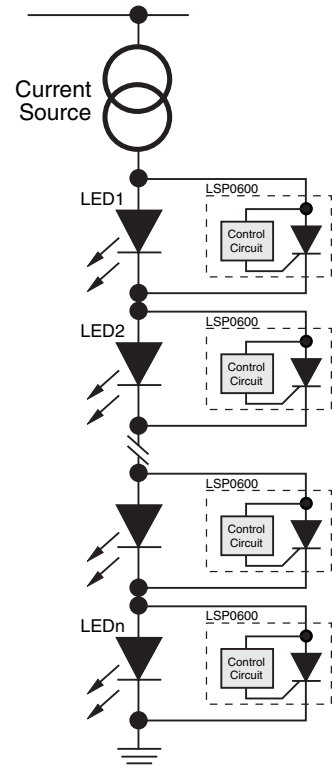 Current
Source
LSP0600
LED1
Control
Circuit
LSP0600
LED2
Control
Circuit
LSP0600
Control
Circuit
LSP0600
LEDn
Control
Circuit